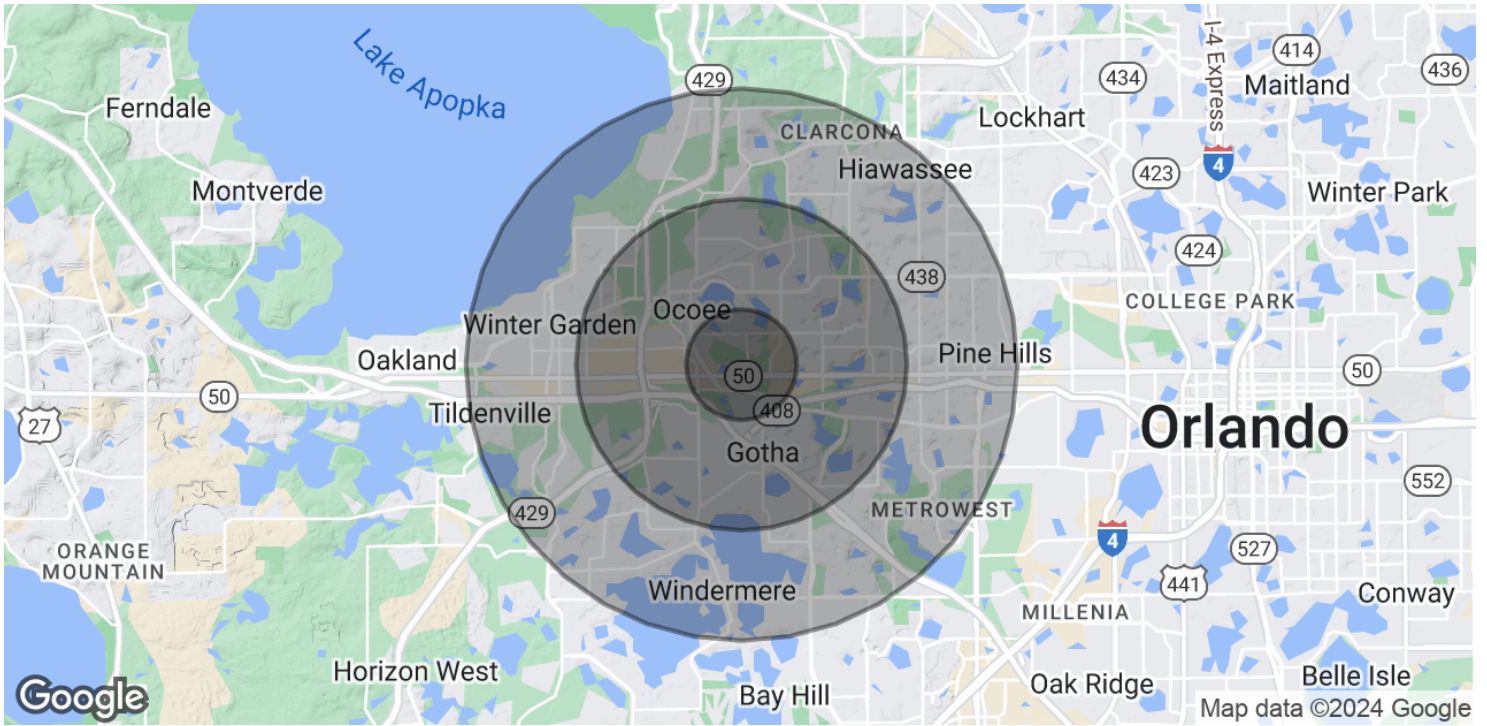 Lake Apopka
429
I-4 Express
414
434
436
Ferndale
Maitland
Lockhart
CLARCONA
Hiawassee
4
423
Montverde
Winter Park
424
438
COLLEGE PARK
Ocoee
Winter Garden
Pine Hills
Oakland
50
50
50
408
Tildenville
27
Orlando
Gotha
552
METROWEST
429
4
527
ORANGE
MOUNTAIN
441
Windermere
Conway
MILLENIA
Horizon West
Bay Hill
Oak Ridge
Belle Isle
Google
Map data ©2024 Google